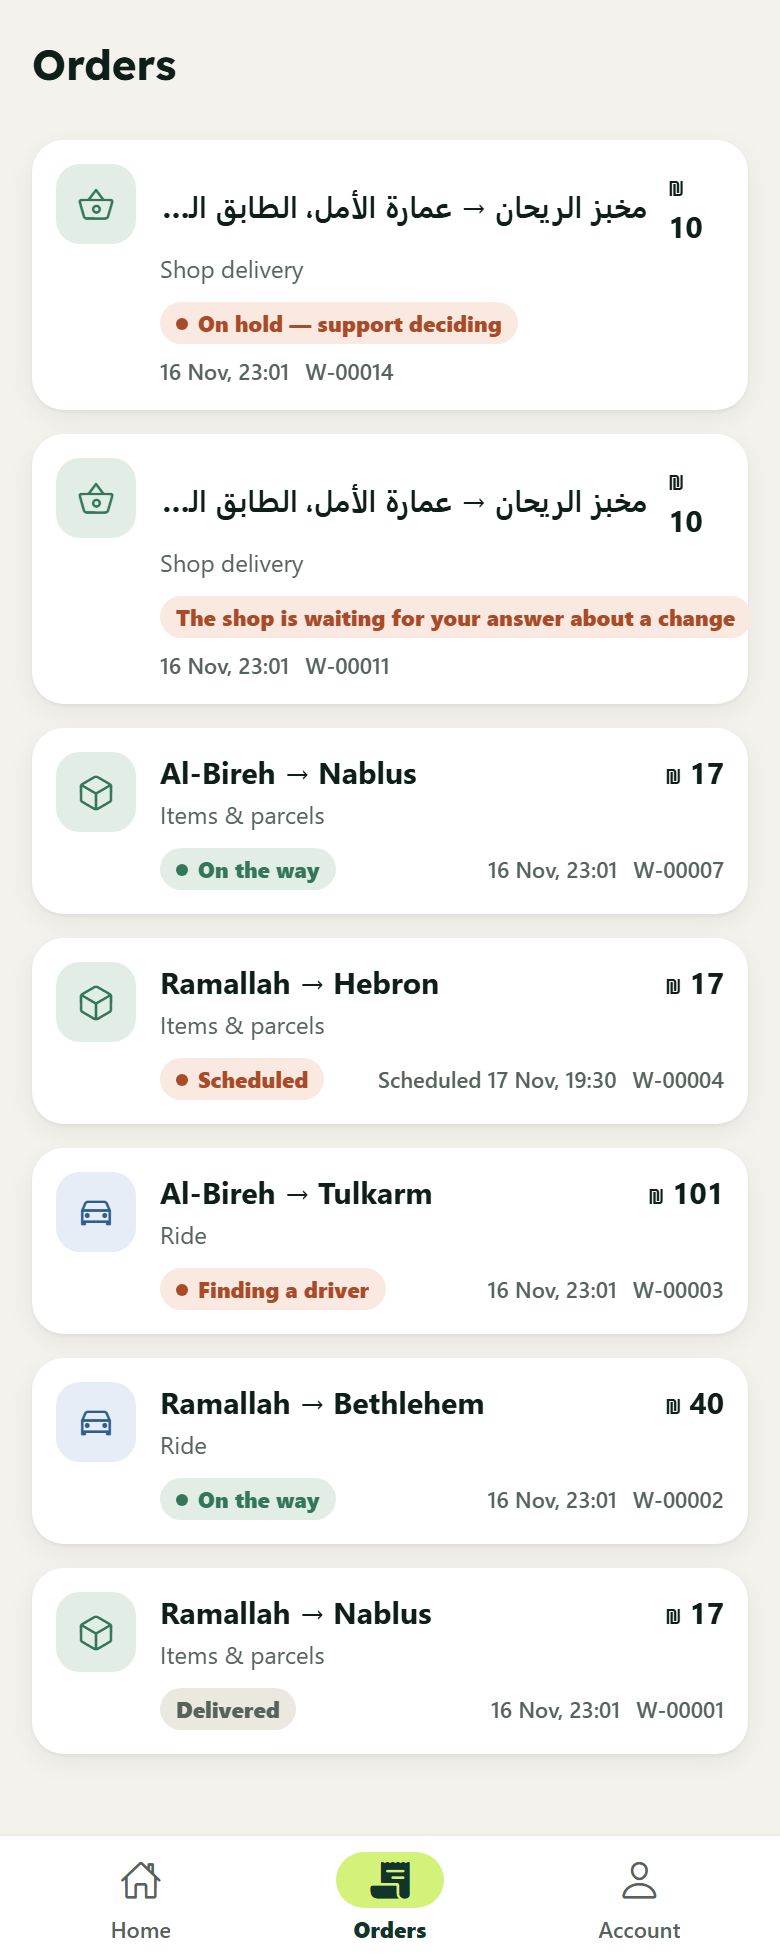 Orders
مخبز الريحان → عمارة الأمل، الطابق الـ...
₪
10
Shop delivery
On hold — support deciding
16 Nov, 23:01 W-00014
مخبز الريحان → عمارة الأمل، الطابق الـ...
₪
10
Shop delivery
The shop is waiting for your answer about a change
16 Nov, 23:01 W-00011
Al-Bireh → Nablus ₪ 17
Items & parcels
On the way 16 Nov, 23:01 W-00007
Ramallah → Hebron ₪ 17
Items & parcels
Scheduled Scheduled 17 Nov, 19:30 W-00004
Al-Bireh → Tulkarm ₪ 101
Ride
Finding a driver 16 Nov, 23:01 W-00003
Ramallah → Bethlehem ₪ 40
Ride
On the way 16 Nov, 23:01 W-00002
Ramallah → Nablus ₪ 17
Items & parcels
Delivered 16 Nov, 23:01 W-00001
Home Orders Account